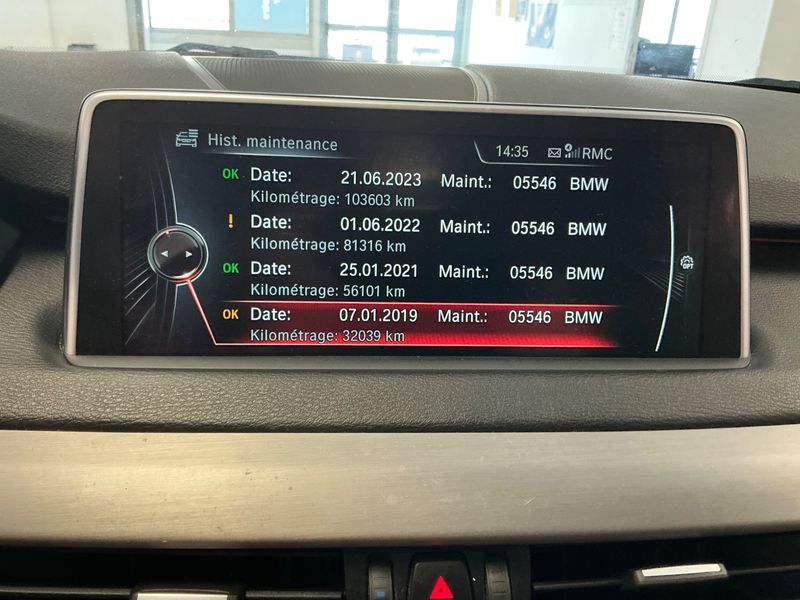 Hist. maintenance
14:35 RMC
OK Date: 21.06.2023 Maint.: 05546 BMW
Kilométrage: 103603 km
! Date: 01.06.2022 Maint.: 05546 BMW
Kilométrage: 81316 km
OK Date: 25.01.2021 Maint.: 05546 BMW
Kilométrage: 56101 km
OK Date: 07.01.2019 Maint.: 05546 BMW
Kilométrage: 32039 km
OPT